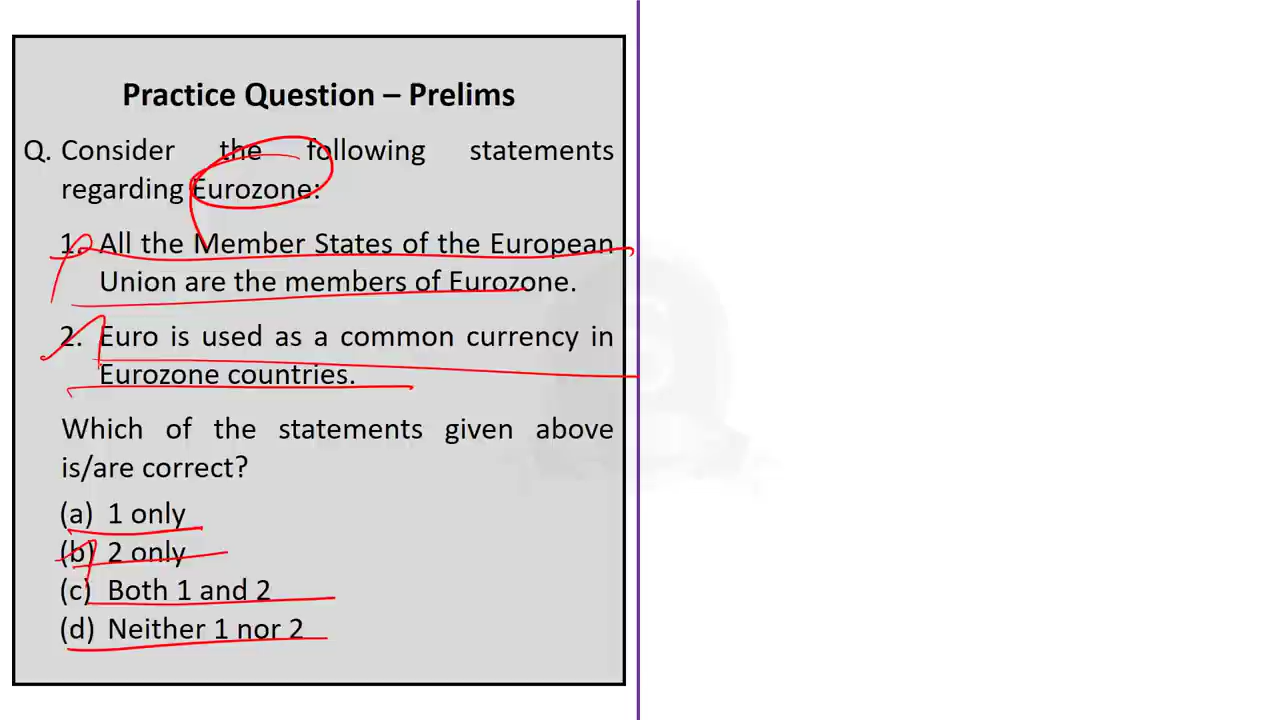 Practice Question – Prelims
Q. Consider the following statements
regarding Eurozone:
1. All the Member States of the European
Union are the members of Eurozone.
2. Euro is used as a common currency in
Eurozone countries.
Which of the statements given above
is/are correct?
(a) 1 only
(b) 2 only
(c) Both 1 and 2
(d) Neither 1 nor 2